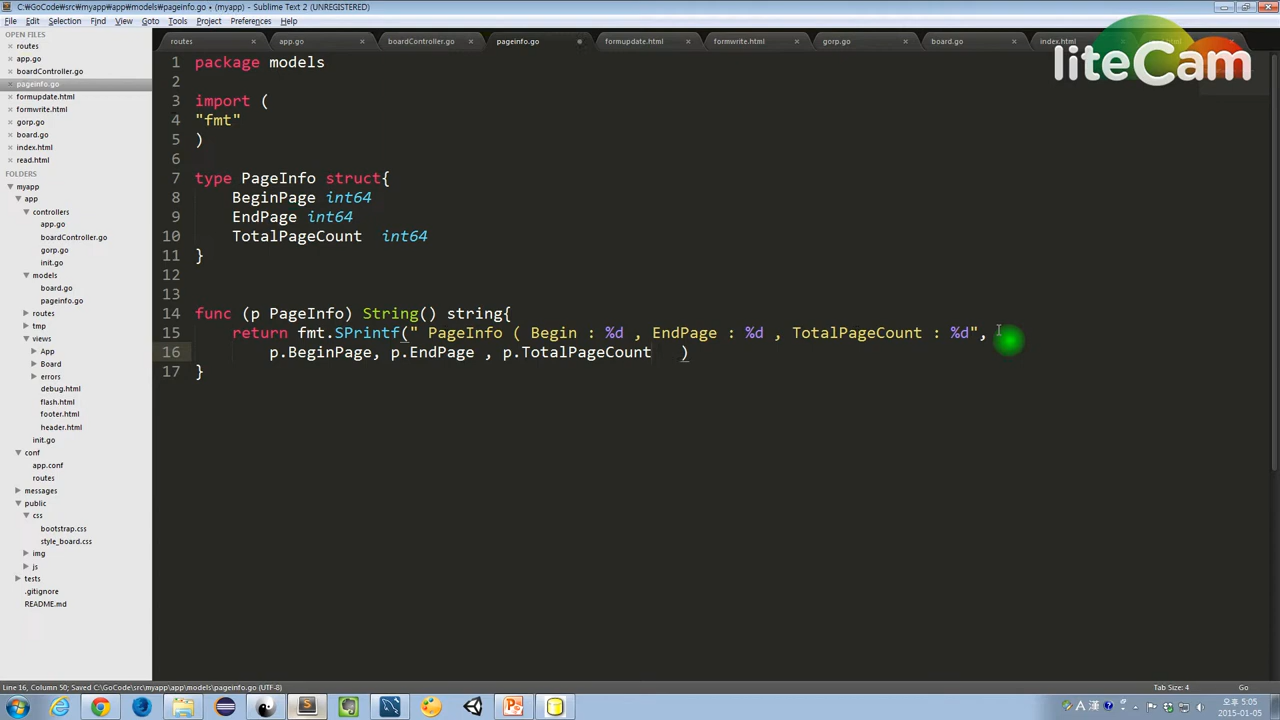 C:₩GoCode₩src₩myapp₩app₩models₩pageinfo.go • (myapp) - Sublime Text 2 (UNREGISTERED)
File Edit Selection Find View Goto Tools Project Preferences Help
OPEN FILES
routes
app.go
boardController.go
pageinfo.go
formupdate.html
formwrite.html
gorp.go
board.go
index.html
read.html
FOLDERS
myapp
app
controllers
app.go
boardController.go
gorp.go
init.go
models
board.go
pageinfo.go
routes
tmp
views
App
Board
errors
debug.html
flash.html
footer.html
header.html
init.go
conf
app.conf
routes
messages
public
css
bootstrap.css
style_board.css
img
js
tests
.gitignore
README.md
routes app.go boardController.go pageinfo.go formupdate.html formwrite.html gorp.go board.go index.html
liteCam
1 package models
2
3 import (
4 "fmt"
5 )
6
7 type PageInfo struct{
8 BeginPage int64
9 EndPage int64
10 TotalPageCount int64
11 }
12
13
14 func (p PageInfo) String() string{
15 return fmt.SPrintf(" PageInfo ( Begin : %d , EndPage : %d , TotalPageCount : %d",
16 p.BeginPage, p.EndPage , p.TotalPageCount )
17 }
Line 16, Column 50; Saved C:₩GoCode₩src₩myapp₩app₩models₩pageinfo.go (UTF-8) Tab Size: 4 Go
A 漢 오후 5:05
2015-01-05